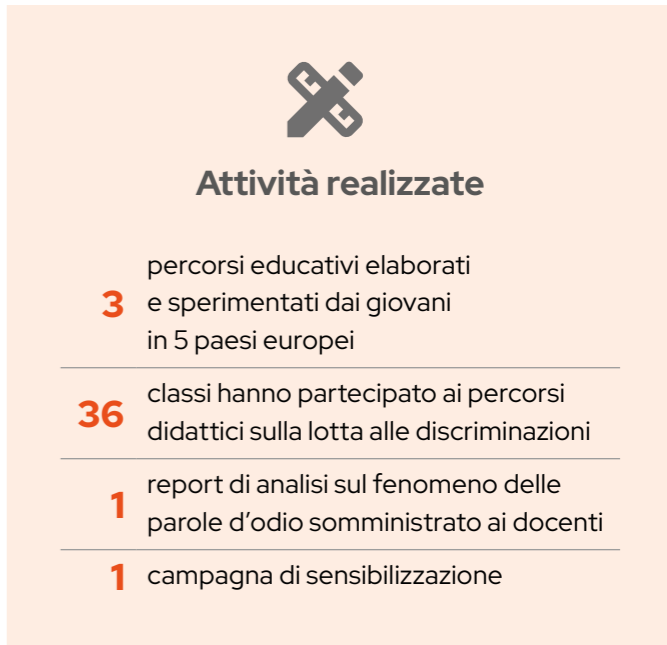 Attività realizzate
3
percorsi educativi elaborati
e sperimentati dai giovani
in 5 paesi europei
36
classi hanno partecipato ai percorsi
didattici sulla lotta alle discriminazioni
1
report di analisi sul fenomeno delle
parole d’odio somministrato ai docenti
1 campagna di sensibilizzazione